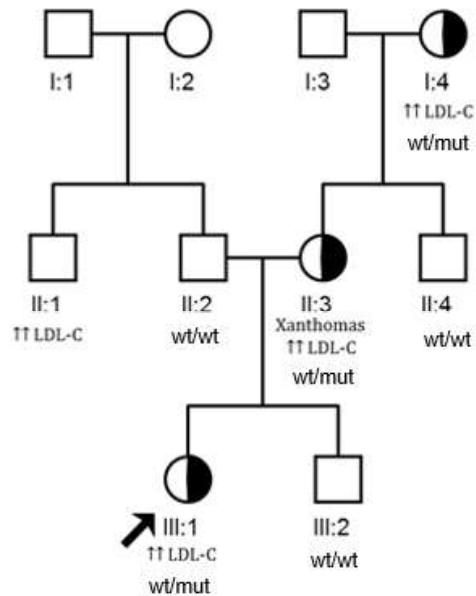 I:1 I:2 I:3 I:4
↑↑ LDL-C
wt/mut
II:1 II:2 II:3 II:4
↑↑ LDL-C wt/wt Xanthomas wt/wt
↑↑ LDL-C
wt/mut
III:1 III:2
↑↑ LDL-C wt/wt
wt/mut